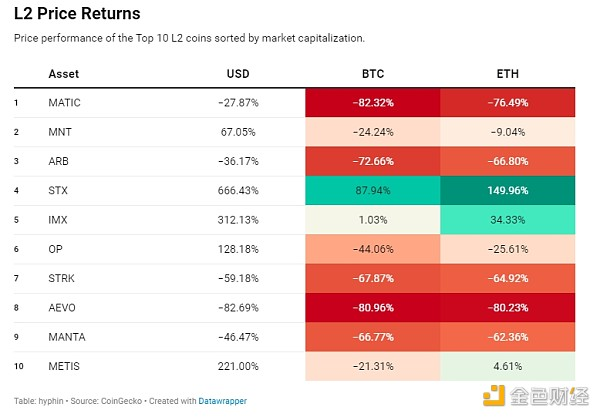 L2 Price Returns
Price performance of the Top 10 L2 coins sorted by market capitalization.
Asset USD BTC ETH
1 MATIC −27.87% −82.32% −76.49%
2 MNT 67.05% −24.24% −9.04%
3 ARB −36.17% −72.66% −66.80%
4 STX 666.43% 87.94% 149.96%
5 IMX 312.13% 1.03% 34.33%
6 OP 128.18% −44.06% −25.61%
7 STRK −59.18% −67.87% −64.92%
8 AEVO −82.69% −80.96% −80.23%
9 MANTA −46.47% −66.77% −62.36%
10 METIS 221.00% −21.31% 4.61%
Table: hyphin • Source: CoinGecko • Created with Datawrapper
金色财经